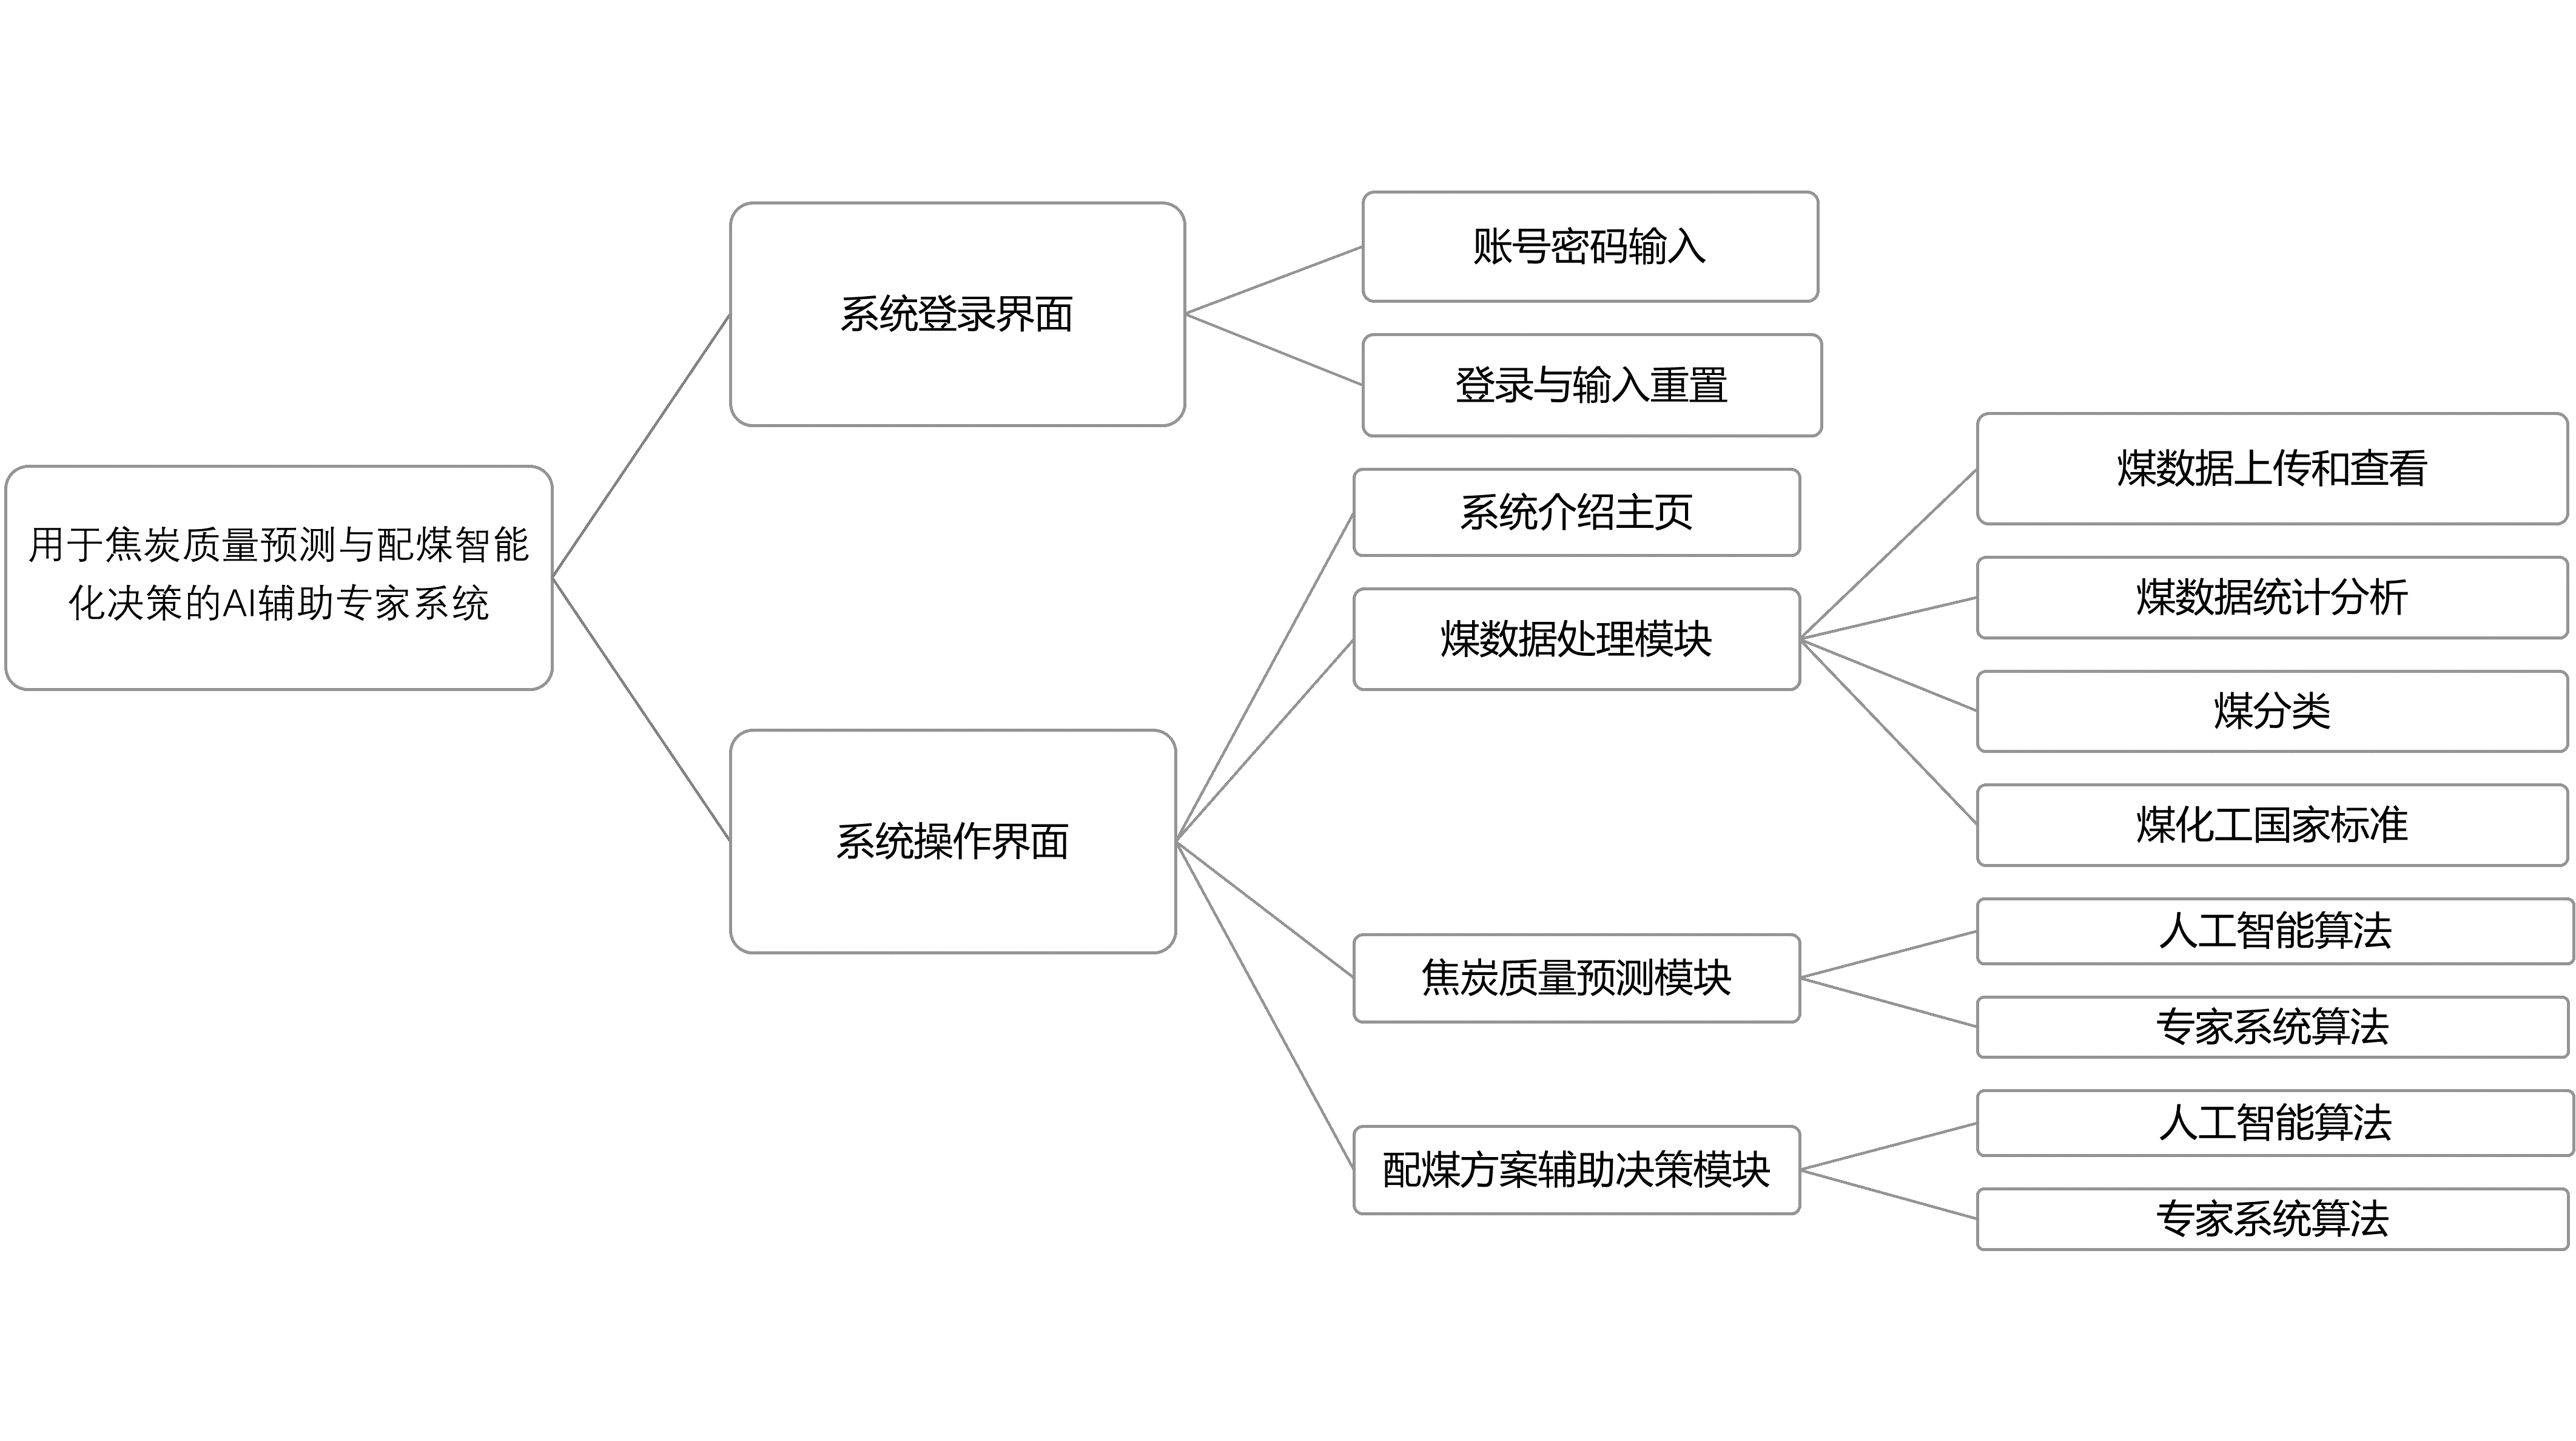 用于焦炭质量预测与配煤智能
化决策的AI辅助专家系统
系统登录界面
账号密码输入
登录与输入重置
系统操作界面
系统介绍主页
煤数据处理模块
煤数据上传和查看
煤数据统计分析
煤分类
煤化工国家标准
焦炭质量预测模块
人工智能算法
专家系统算法
配煤方案辅助决策模块
人工智能算法
专家系统算法